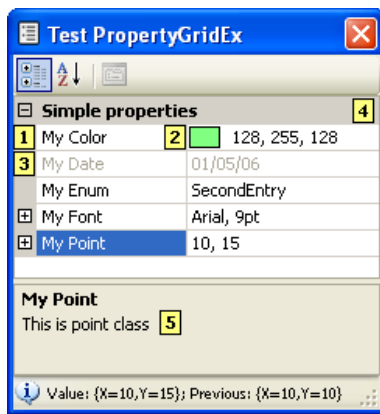 Test PropertyGridEx
Simple properties 4
1 My Color 2 128, 255, 128
3 My Date 01/05/06
My Enum SecondEntry
My Font Arial, 9pt
My Point 10, 15
My Point
This is point class 5
Value: {X=10,Y=15}; Previous: {X=10,Y=10}